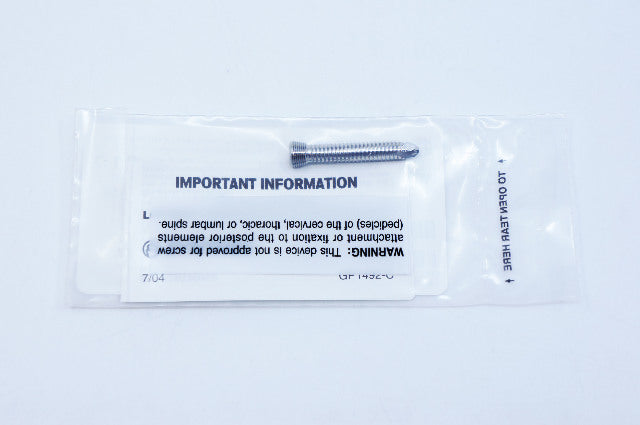 IMPORTANT INFORMATION
WARNING: This device is not approved for screw
attachment or fixation to the posterior elements
(pedicles) of the cervical, thoracic, or lumbar spine.
7/04
GP1492-C
TEAR HERE
TO OPEN